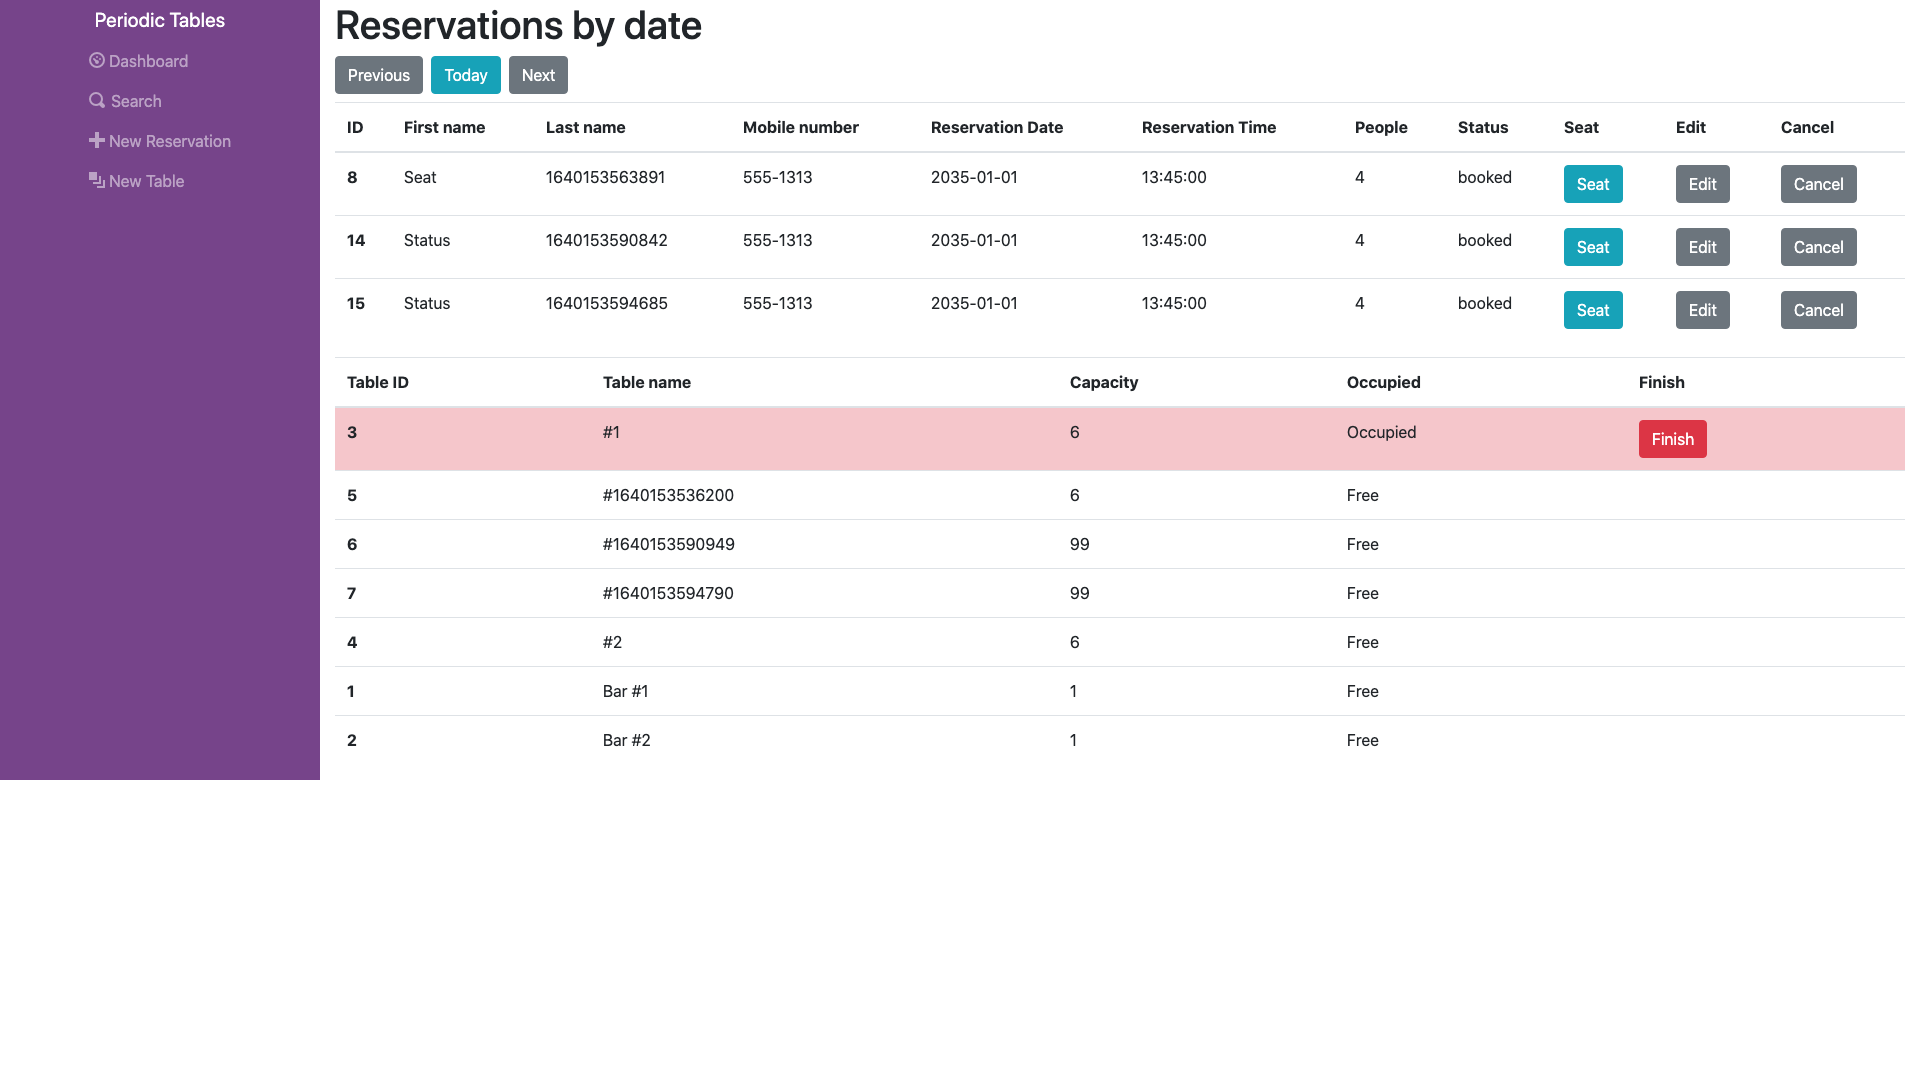 Periodic Tables
Dashboard
Search
New Reservation
New Table
Reservations by date
Previous Today Next
ID First name Last name Mobile number Reservation Date Reservation Time People Status Seat Edit Cancel
8 Seat 1640153563891 555-1313 2035-01-01 13:45:00 4 booked Seat Edit Cancel
14 Status 1640153590842 555-1313 2035-01-01 13:45:00 4 booked Seat Edit Cancel
15 Status 1640153594685 555-1313 2035-01-01 13:45:00 4 booked Seat Edit Cancel
Table ID Table name Capacity Occupied Finish
3 #1 6 Occupied Finish
5 #1640153536200 6 Free
6 #1640153590949 99 Free
7 #1640153594790 99 Free
4 #2 6 Free
1 Bar #1 1 Free
2 Bar #2 1 Free